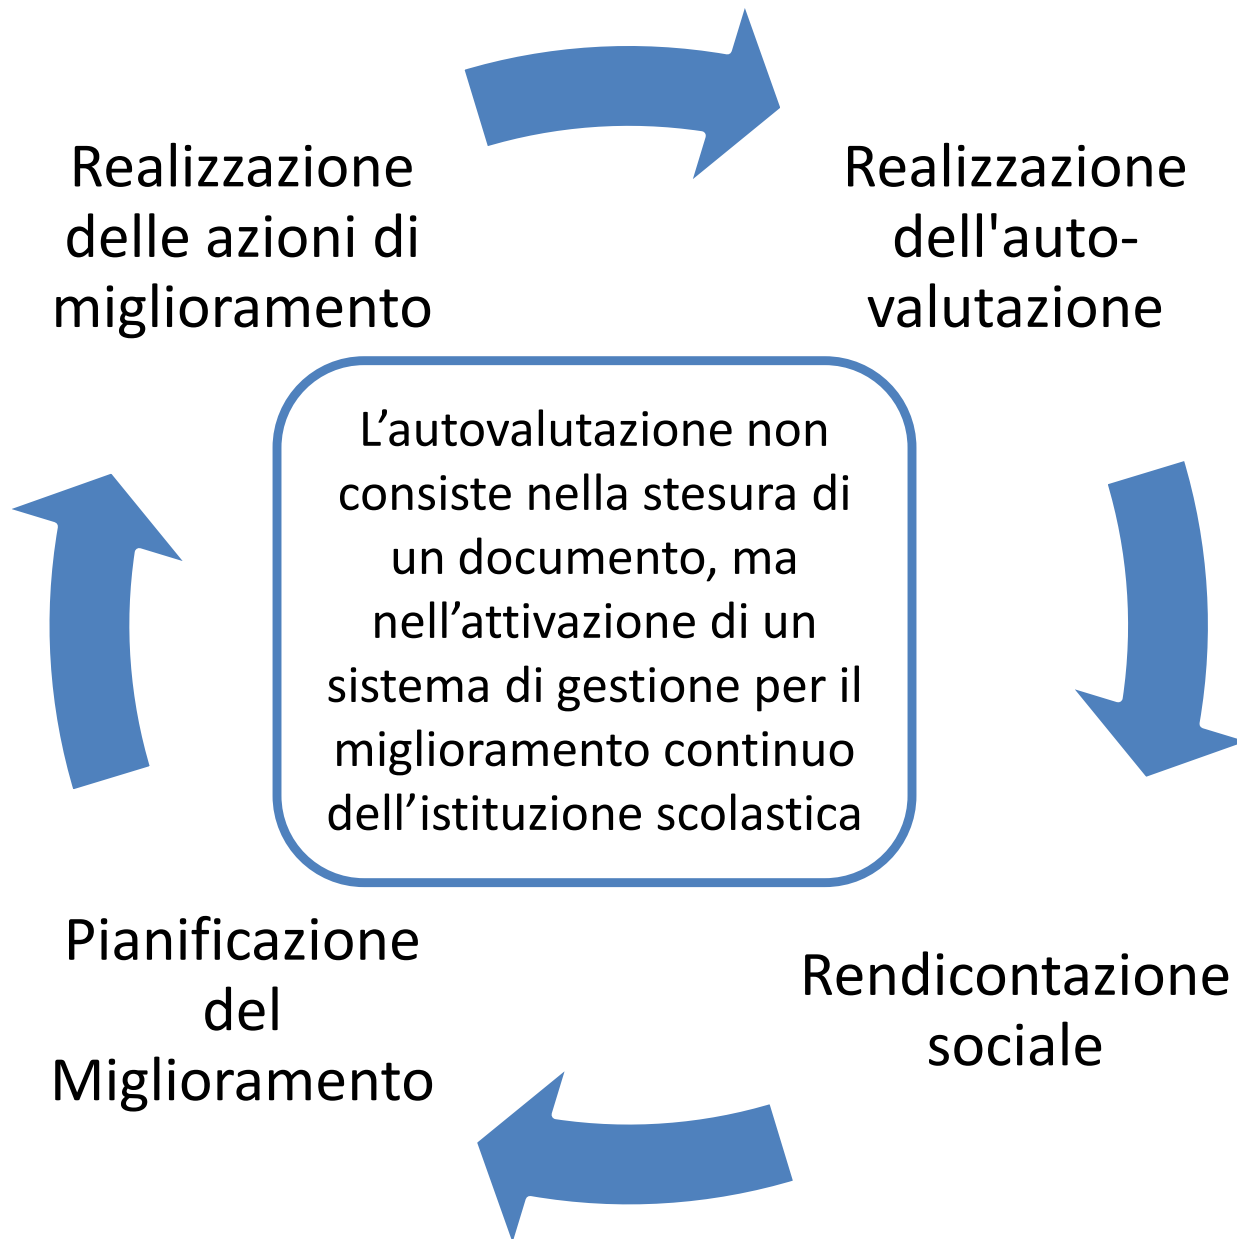 Realizzazione
delle azioni di
miglioramento
Realizzazione
dell'auto-
valutazione
L’autovalutazione non
consiste nella stesura di
un documento, ma
nell’attivazione di un
sistema di gestione per il
miglioramento continuo
dell’istituzione scolastica
Pianificazione
del
Miglioramento
Rendicontazione
sociale